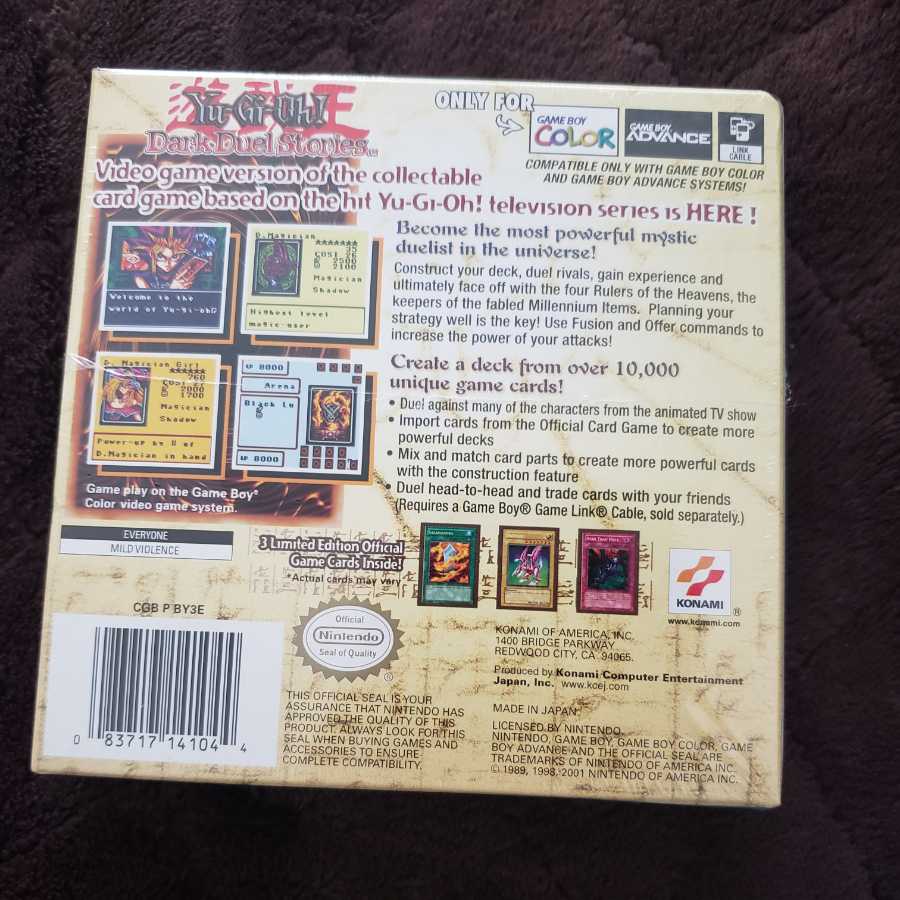 遊戯王
Yu-Gi-Oh!
Dark Duel Stories™
ONLY FOR
GAME BOY
COLOR
GAME BOY
ADVANCE
LINK
CABLE
COMPATIBLE ONLY WITH GAME BOY COLOR
AND GAME BOY ADVANCE SYSTEMS!
Video game version of the collectable
card game based on the hit Yu-Gi-Oh! television series is HERE!
Become the most powerful mystic
duelist in the universe!
Construct your deck, duel rivals, gain experience and
ultimately face off with the four Rulers of the Heavens, the
keepers of the fabled Millennium Items. Planning your
strategy well is the key! Use Fusion and Offer commands to
increase the power of your attacks!
Create a deck from over 10,000
unique game cards!
• Duel against many of the characters from the animated TV show
• Import cards from the Official Card Game to create more
powerful decks
• Mix and match card parts to create more powerful cards
with the construction feature
• Duel head-to-head and trade cards with your friends
(Requires a Game Boy® Game Link® Cable, sold separately.)
Welcome to the
world of Yu-gi-oh
D.Magician
35
COST 26
2500
2100
Magician
Shadow
Highest level
magic-user
D. Magician Girl
260
COST
2000
1700
Magician
Shadow
Power-up by # of
D.Magician in hand
LP 8000
Arena
Black Lu
LP 8000
Game play on the Game Boy®
Color video game system.
EVERYONE
MILD VIOLENCE
3 Limited Edition Official
Game Cards Inside!
*Actual cards may vary
KONAMI®
www.konami.com
CGB P BY3E
0 83717 14104 4
Official
Nintendo
Seal of Quality
®
THIS OFFICIAL SEAL IS YOUR
ASSURANCE THAT NINTENDO HAS
APPROVED THE QUALITY OF THIS
PRODUCT. ALWAYS LOOK FOR THIS
SEAL WHEN BUYING GAMES AND
ACCESSORIES TO ENSURE
COMPLETE COMPATIBILITY.
KONAMI OF AMERICA, INC.
1400 BRIDGE PARKWAY
REDWOOD CITY, CA 94065.
Produced by Konami Computer Entertainment
Japan, Inc. www.kcej.com
MADE IN JAPAN
LICENSED BY NINTENDO.
NINTENDO, GAME BOY, GAME BOY COLOR, GAME
BOY ADVANCE AND THE OFFICIAL SEAL ARE
TRADEMARKS OF NINTENDO OF AMERICA INC.
© 1989, 1998, 2001 NINTENDO OF AMERICA INC.